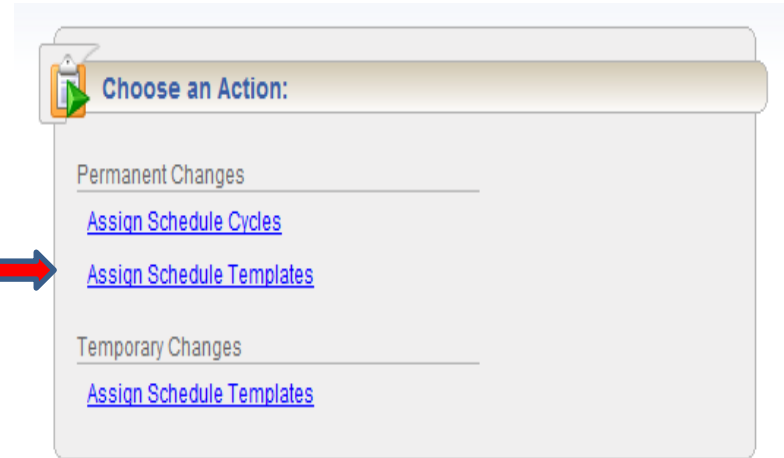 Choose an Action:
Permanent Changes
Assign Schedule Cycles
Assign Schedule Templates
Temporary Changes
Assign Schedule Templates